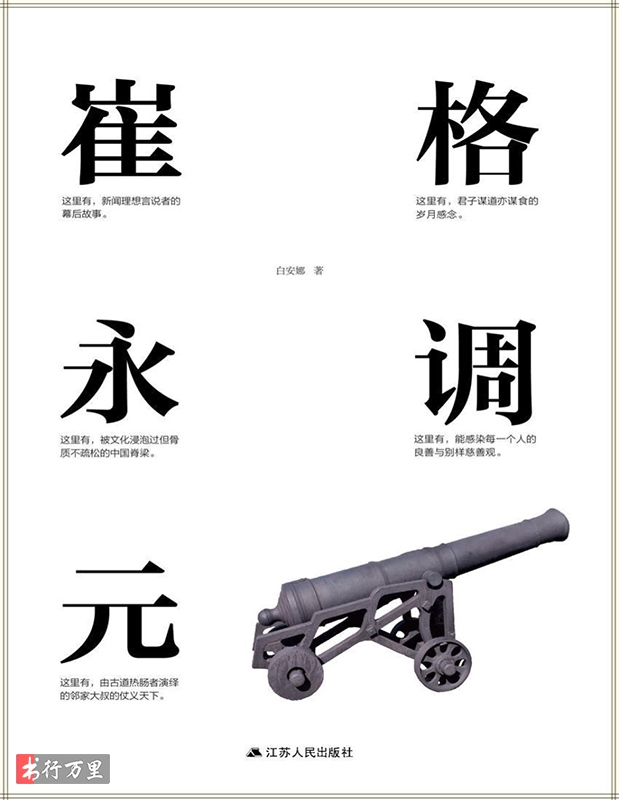 崔
这里有，新闻理想言说者的
幕后故事。
永
这里有，被文化浸泡过但骨
质不疏松的中国脊梁。
元
这里有，由古道热肠者演绎
的邻家大叔的仗义天下。
格
这里有，君子谋道亦谋食的
岁月感念。
调
这里有，能感染每一个人的
良善与别样慈善观。
白安娜 著
江苏人民出版社
书行万里